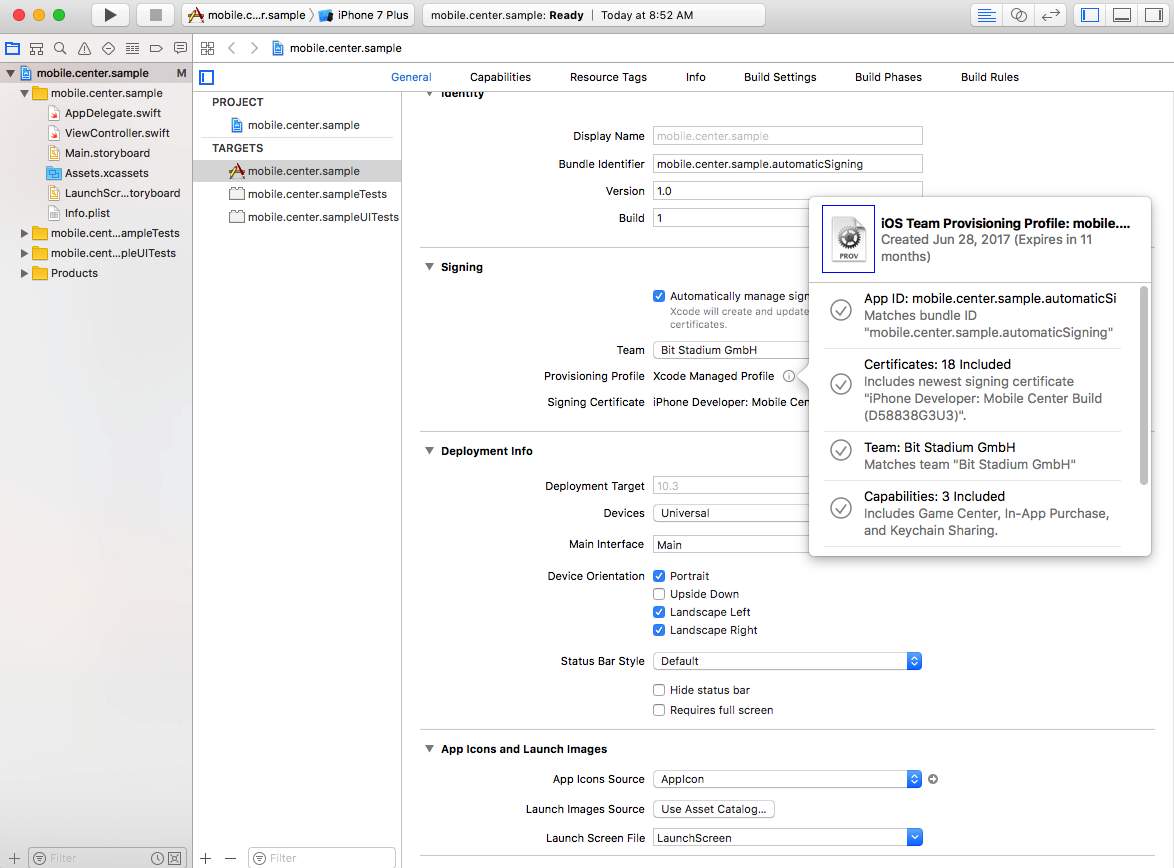 mobile.c...r.sample
iPhone 7 Plus
mobile.center.sample: Ready | Today at 8:52 AM
mobile.center.sample
mobile.center.sample M
mobile.center.sample
AppDelegate.swift
ViewController.swift
Main.storyboard
Assets.xcassets
LaunchScr...toryboard
Info.plist
mobile.cent...ampleTests
mobile.cent...pleUITests
Products
Filter
General Capabilities Resource Tags Info Build Settings Build Phases Build Rules
PROJECT
mobile.center.sample
TARGETS
mobile.center.sample
mobile.center.sampleTests
mobile.center.sampleUITests
Filter
Identity
Display Name mobile.center.sample
Bundle Identifier mobile.center.sample.automaticSigning
Version 1.0
Build 1
Signing
Automatically manage sign
Xcode will create and update
certificates.
Team Bit Stadium GmbH
Provisioning Profile Xcode Managed Profile
Signing Certificate iPhone Developer: Mobile Cen
Deployment Info
Deployment Target 10.3
Devices Universal
Main Interface Main
Device Orientation Portrait
Upside Down
Landscape Left
Landscape Right
Status Bar Style Default
Hide status bar
Requires full screen
App Icons and Launch Images
App Icons Source AppIcon
Launch Images Source Use Asset Catalog...
Launch Screen File LaunchScreen
PROV
iOS Team Provisioning Profile: mobile....
Created Jun 28, 2017 (Expires in 11
months)
App ID: mobile.center.sample.automaticSi
Matches bundle ID
"mobile.center.sample.automaticSigning"
Certificates: 18 Included
Includes newest signing certificate
"iPhone Developer: Mobile Center Build
(D58838G3U3)".
Team: Bit Stadium GmbH
Matches team "Bit Stadium GmbH"
Capabilities: 3 Included
Includes Game Center, In-App Purchase,
and Keychain Sharing.